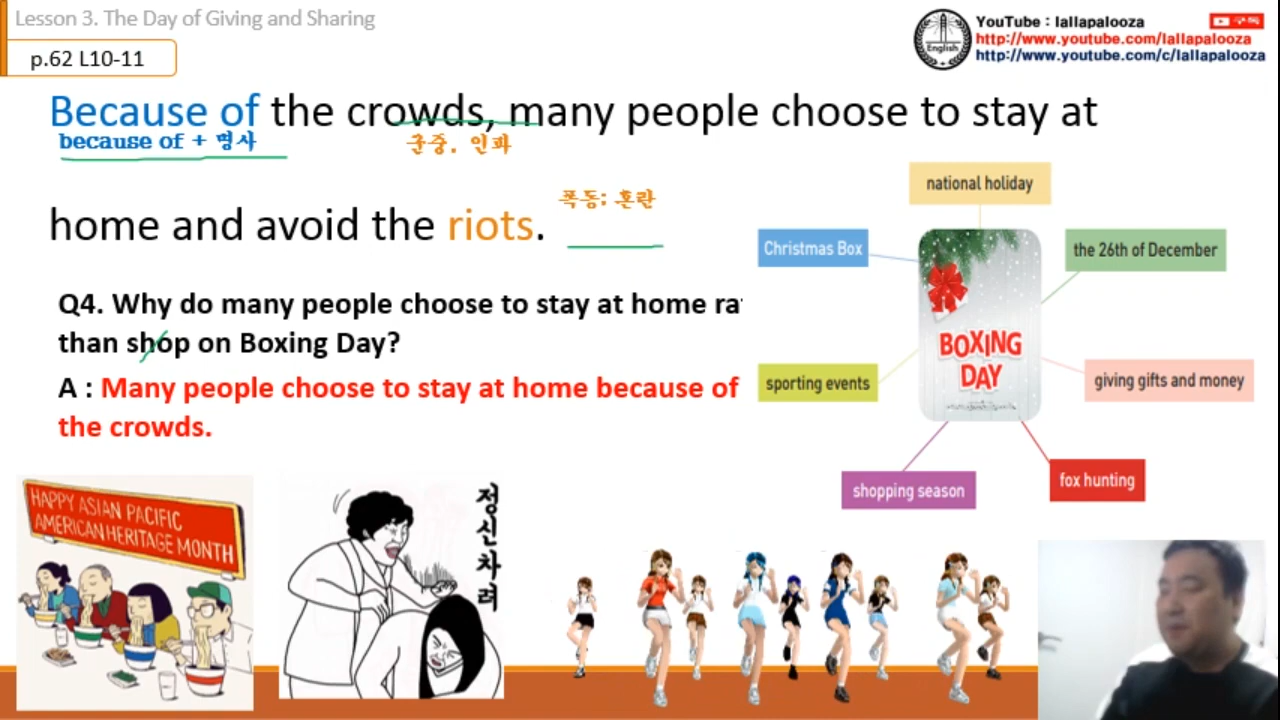 Lesson 3. The Day of Giving and Sharing
YouTube : lallapalooza
구독
http://www.youtube.com/lallapalooza
http://www.youtube.com/c/lallapalooza
English
p.62 L10-11
Because of the crowds, many people choose to stay at
because of + 명사
군중. 인파
home and avoid the riots.
폭동: 혼란
Q4. Why do many people choose to stay at home ra
than shop on Boxing Day?
A : Many people choose to stay at home because of
the crowds.
national holiday
Christmas Box
the 26th of December
BOXING
DAY
sporting events
giving gifts and money
shopping season
fox hunting
HAPPY ASIAN PACIFIC
AMERICAN HERITAGE MONTH
정신차려